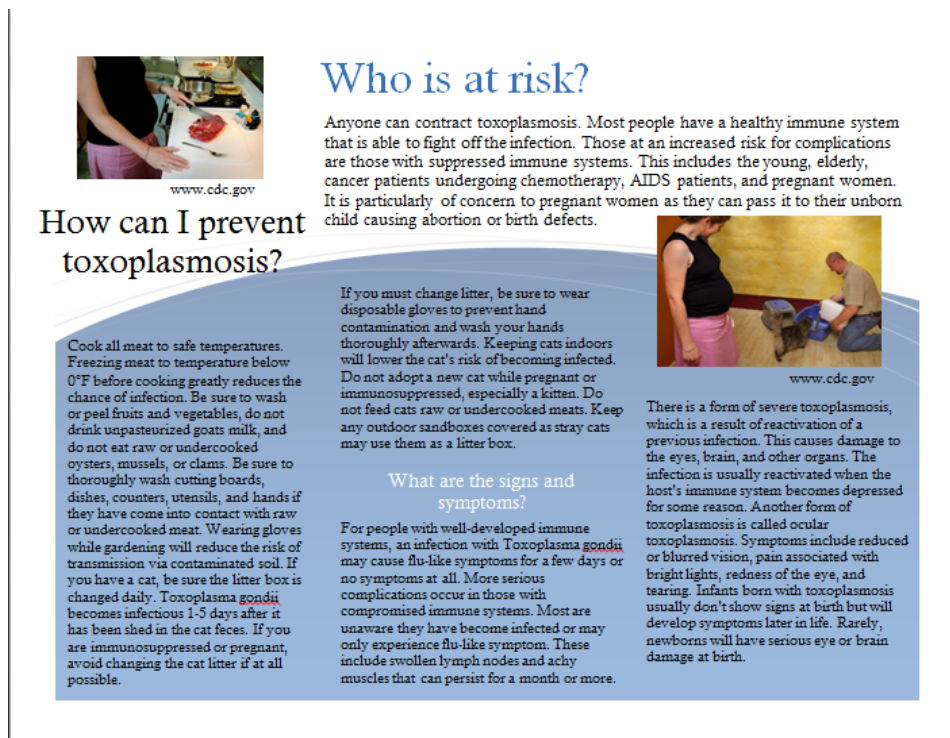 www.cdc.gov
How can I prevent
toxoplasmosis?
Cook all meat to safe temperatures.
Freezing meat to temperature below
0°F before cooking greatly reduces the
chance of infection. Be sure to wash
or peel fruits and vegetables, do not
drink unpasteurized goats milk, and
do not eat raw or undercooked
oysters, mussels, or clams. Be sure to
thoroughly wash cutting boards,
dishes, counters, utensils, and hands if
they have come into contact with raw
or undercooked meat. Wearing gloves
while gardening will reduce the risk of
transmission via contaminated soil. If
you have a cat, be sure the litter box is
changed daily. Toxoplasma gondii
becomes infectious 1-5 days after it
has been shed in the cat feces. If you
are immunosuppressed or pregnant,
avoid changing the cat litter if at all
possible.
Who is at risk?
Anyone can contract toxoplasmosis. Most people have a healthy immune system
that is able to fight off the infection. Those at an increased risk for complications
are those with suppressed immune systems. This includes the young, elderly,
cancer patients undergoing chemotherapy, AIDS patients, and pregnant women.
It is particularly of concern to pregnant women as they can pass it to their unborn
child causing abortion or birth defects.
If you must change litter, be sure to wear
disposable gloves to prevent hand
contamination and wash your hands
thoroughly afterwards. Keeping cats indoors
will lower the cat's risk of becoming infected.
Do not adopt a new cat while pregnant or
immunosuppressed, especially a kitten. Do
not feed cats raw or undercooked meats. Keep
any outdoor sandboxes covered as stray cats
may use them as a litter box.
What are the signs and
symptoms?
For people with well-developed immune
systems, an infection with Toxoplasma gondii
may cause flu-like symptoms for a few days or
no symptoms at all. More serious
complications occur in those with
compromised immune systems. Most are
unaware they have become infected or may
only experience flu-like symptom. These
include swollen lymph nodes and achy
muscles that can persist for a month or more.
www.cdc.gov
There is a form of severe toxoplasmosis,
which is a result of reactivation of a
previous infection. This causes damage to
the eyes, brain, and other organs. The
infection is usually reactivated when the
host's immune system becomes depressed
for some reason. Another form of
toxoplasmosis is called ocular
toxoplasmosis. Symptoms include reduced
or blurred vision, pain associated with
bright lights, redness of the eye, and
tearing. Infants born with toxoplasmosis
usually don't show signs at birth but will
develop symptoms later in life. Rarely,
newborns will have serious eye or brain
damage at birth.